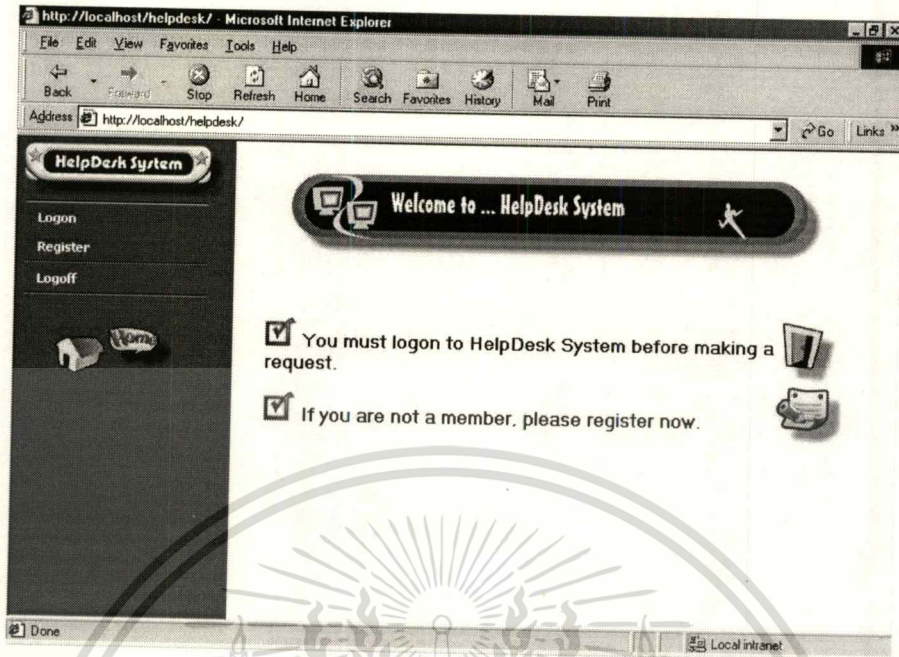 http://localhost/helpdesk/ - Microsoft Internet Explorer
File Edit View Favorites Tools Help
Back Forward Stop Refresh Home Search Favorites History Mail Print
Address http://localhost/helpdesk/ Go Links »
HelpDesk System
Logon
Register
Logoff
Home
Welcome to ... HelpDesk System
You must logon to HelpDesk System before making a
request.
If you are not a member, please register now.
Done
Local intranet